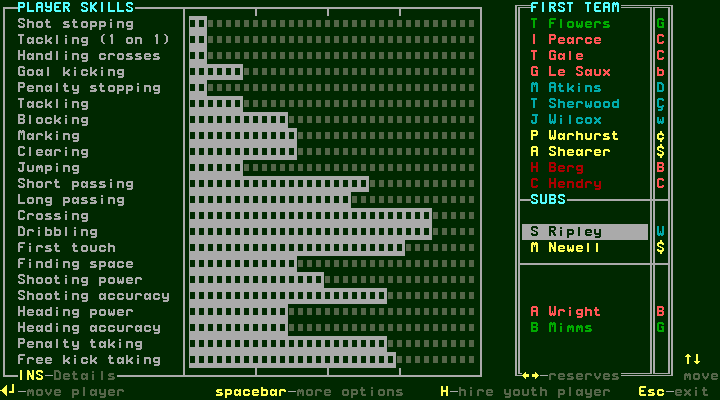 PLAYER SKILLS
Shot stopping
Tackling (1 on 1)
Handling crosses
Goal kicking
Penalty stopping
Tackling
Blocking
Marking
Clearing
Jumping
Short passing
Long passing
Crossing
Dribbling
First touch
Finding space
Shooting power
Shooting accuracy
Heading power
Heading accuracy
Penalty taking
Free kick taking
INS—Details
FIRST TEAM
T Flowers G
I Pearce C
T Gale C
G Le Saux b
M Atkins D
T Sherwood Ç
J Wilcox w
P Warhurst ¢
A Shearer $
H Berg B
C Hendry C
SUBS
S Ripley W
M Newell $
A Wright B
B Mimms G
↔—reserves
↑↓
move
↵—move player
spacebar—more options
H—hire youth player
Esc—exit